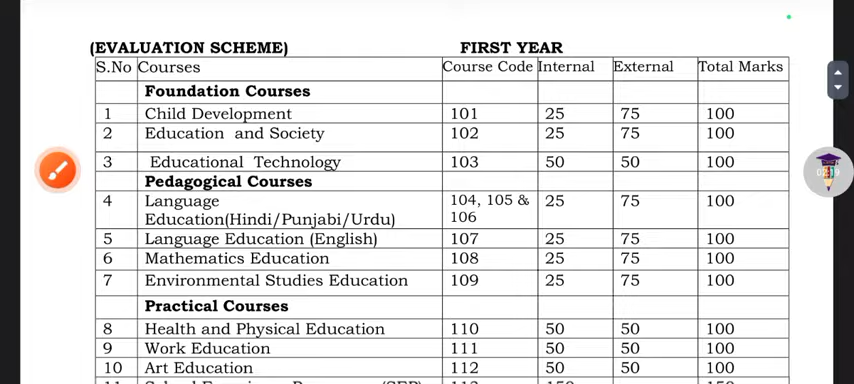 (EVALUATION SCHEME) FIRST YEAR
S.No Courses Course Code Internal External Total Marks
Foundation Courses
1 Child Development 101 25 75 100
2 Education and Society 102 25 75 100
3 Educational Technology 103 50 50 100
Pedagogical Courses
4 Language 104, 105 & 25 75 100
Education(Hindi/Punjabi/Urdu) 106
5 Language Education (English) 107 25 75 100
6 Mathematics Education 108 25 75 100
7 Environmental Studies Education 109 25 75 100
Practical Courses
8 Health and Physical Education 110 50 50 100
9 Work Education 111 50 50 100
10 Art Education 112 50 50 100
02:19